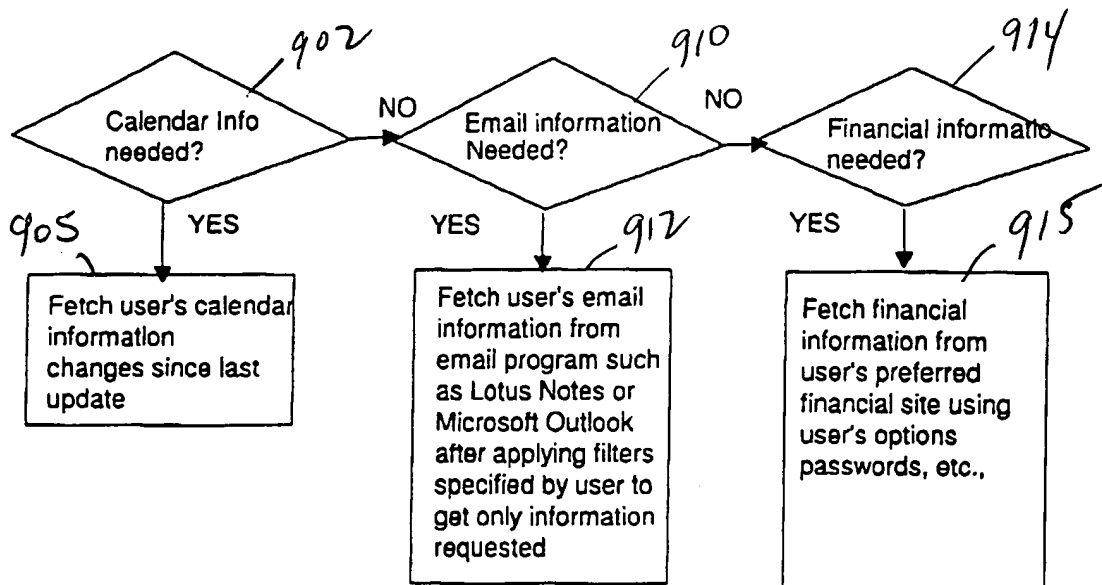 902
910
914
Calendar Info
needed?
NO
Email information
Needed?
NO
Financial informatio
needed?
905
YES
YES
912
YES
915
Fetch user's calendar
information
changes since last
update
Fetch user's email
information from
email program such
as Lotus Notes or
Microsoft Outlook
after applying filters
specified by user to
get only information
requested
Fetch financial
information from
user's preferred
financial site using
user's options
passwords, etc.,